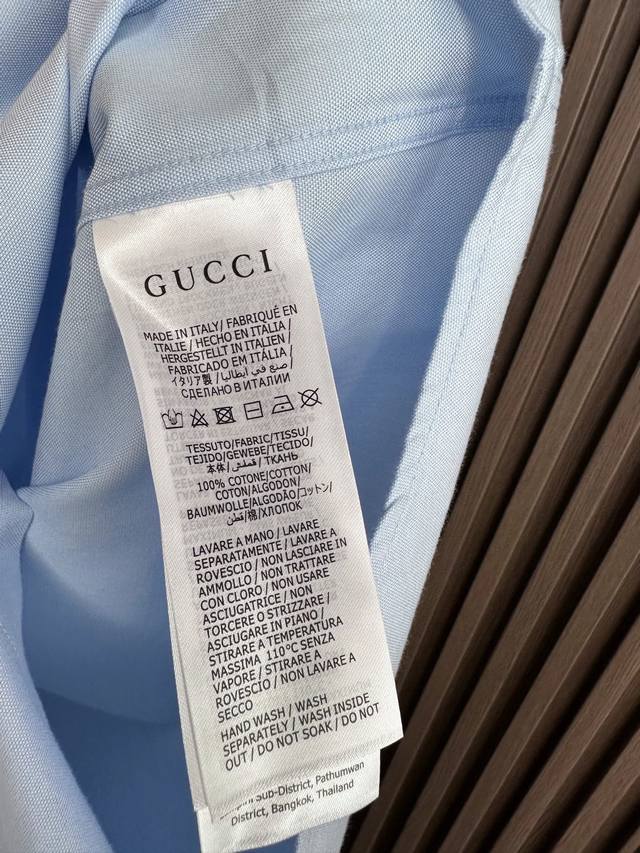 GUCCI
MADE IN ITALY/ FABRIQUÉ EN
ITALIE / HECHO EN ITALIA/
HERGESTELLT IN ITALIEN/
FABRICADO EM ITÁLIA/
イタリア製 / صنع في ايطاليا/
СДЕЛАНО В ИТАЛИИ
TESSUTO/FABRIC/TISSU/
TEJIDO/GEWEBE/TECIDO/
本体/ قماش/ ТКАНЬ
100% COTONE/COTTON/
COTON/ALGODON/
BAUMWOLLE/ALGODÃO/コットン/
قطن/棉/ХЛОПОК
LAVARE A MANO / LAVARE
SEPARATAMENTE / LAVARE A
ROVESCIO / NON LASCIARE IN
AMMOLLO / NON TRATTARE
CON CLORO / NON USARE
ASCIUGATRICE / NON
TORCERE O STRIZZARE /
ASCIUGARE IN PIANO /
STIRARE A TEMPERATURA
MASSIMA 110°C SENZA
VAPORE / STIRARE A
ROVESCIO // NON LAVARE A
SECCO
HAND WASH / WASH
SEPARATELY / WASH INSIDE
OUT / DO NOT SOAK / DO NOT
Sub-District, Pathumwan
District, Bangkok, Thailand